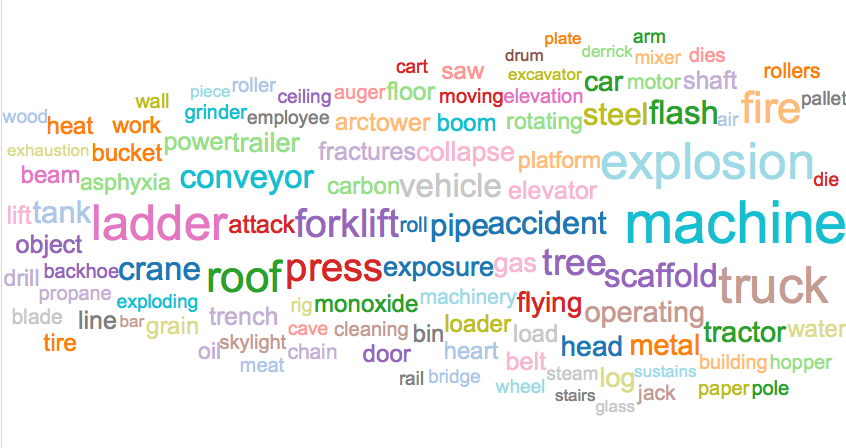 plate
arm
drum derrick mixer dies
cart saw excavator car motor shaft rollers
piece roller ceiling auger floor moving elevation pallet
wood wall grinder employee arc tower boom rotating steel flash air fire
heat work power trailer
exhaustion bucket fractures collapse platform explosion
beam asphyxia conveyor carbon vehicle elevator die
lift tank ladder attack forklift roll pipe accident machine
object
drill backhoe crane roof press exposure gas tree scaffold truck
propane exploding rig monoxide machinery flying operating
blade line bar grain trench cave cleaning bin loader load tractor water
tire oil skylight chain door heart head metal
meat belt building hopper
rail bridge wheel steam log sustains paper pole
stairs jack
glass